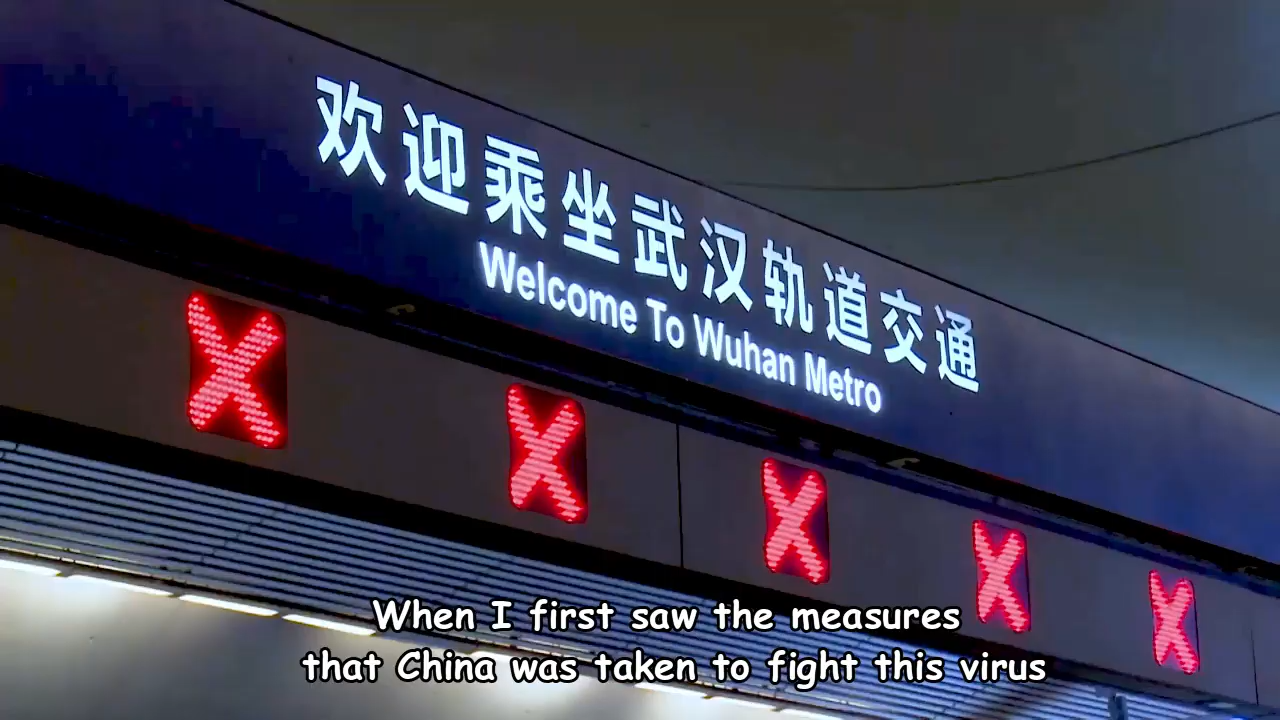 欢迎乘坐武汉轨道交通
Welcome To Wuhan Metro
X X X X X
When I first saw the measures
that China was taken to fight this virus